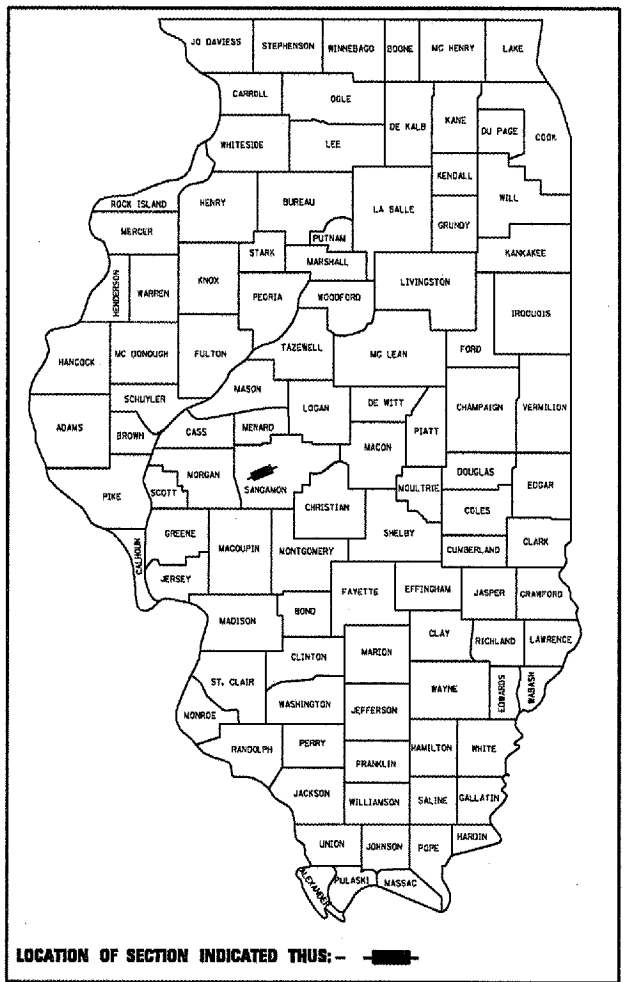 JO DAVIESS STEPHENSON WINNEBAGO BOONE MC HENRY LAKE
CARROLL OGLE DE KALB KANE DU PAGE COOK
WHITESIDE LEE
KENDALL
ROCK ISLAND HENRY BUREAU LA SALLE GRUNDY WILL
MERCER PUTNAM
STARK MARSHALL KANKAKEE
HENDERSON WARREN KNOX PEORIA WOODFORD LIVINGSTON IROQUOIS
HANCOCK MC DONOUGH FULTON TAZEWELL MC LEAN FORD
SCHUYLER MASON
ADAMS BROWN CASS MENARD LOGAN DE WITT PIATT CHAMPAIGN VERMILION
MACON
PIKE SCOTT MORGAN SANGAMON CHRISTIAN MOULTRIE DOUGLAS EDGAR
COLES
CALHOUN GREENE MACOUPIN MONTGOMERY SHELBY CUMBERLAND CLARK
JERSEY
MADISON BOND FAYETTE EFFINGHAM JASPER CRAWFORD
CLINTON MARION CLAY RICHLAND LAWRENCE
ST. CLAIR WAYNE EDWARDS WABASH
MONROE WASHINGTON JEFFERSON
RANDOLPH PERRY FRANKLIN HAMILTON WHITE
JACKSON WILLIAMSON SALINE GALLATIN
UNION JOHNSON POPE HARDIN
ALEXANDER PULASKI MASSAC
LOCATION OF SECTION INDICATED THUS: –